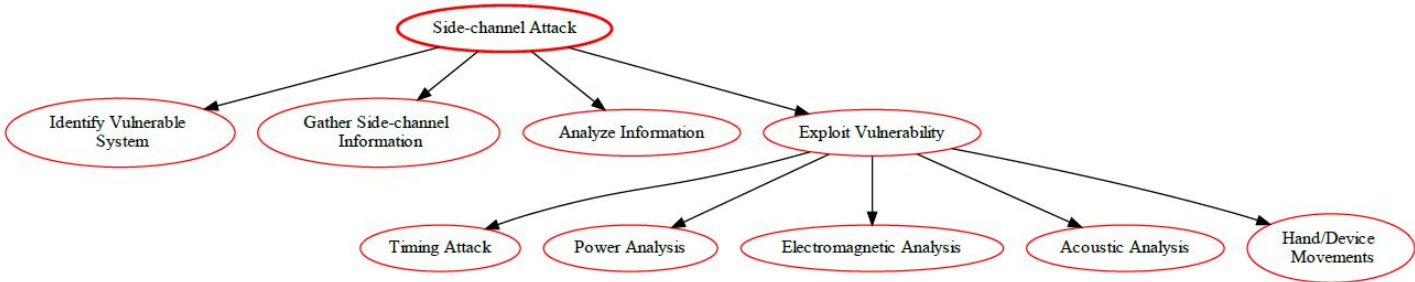 Side-channel Attack
Identify Vulnerable
System
Gather Side-channel
Information
Analyze Information
Exploit Vulnerability
Timing Attack
Power Analysis
Electromagnetic Analysis
Acoustic Analysis
Hand/Device
Movements